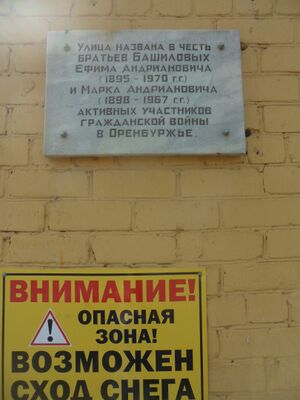 Улица названа в честь
братьев Башиловых
Ефима Андриановича
(1895 - 1970 г.г.)
и Марка Андриановича
(1898 - 1967 г.г.)
активных участников
гражданской войны
в Оренбуржье.
ВНИМАНИЕ!
ОПАСНАЯ
ЗОНА!
ВОЗМОЖЕН
СХОД СНЕГА